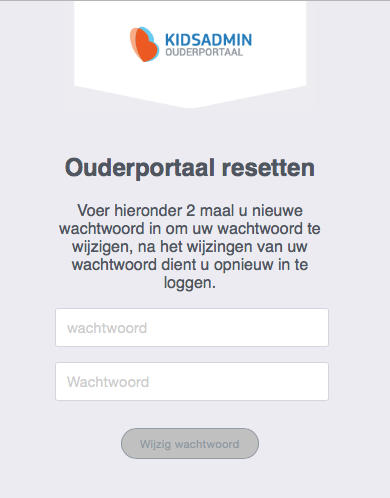 KIDSADMIN
OUDERPORTAAL
Ouderportaal resetten
Voer hieronder 2 maal u nieuwe
wachtwoord in om uw wachtwoord te
wijzigen, na het wijzingen van uw
wachtwoord dient u opnieuw in te
loggen.
wachtwoord
Wachtwoord
Wijzig wachtwoord